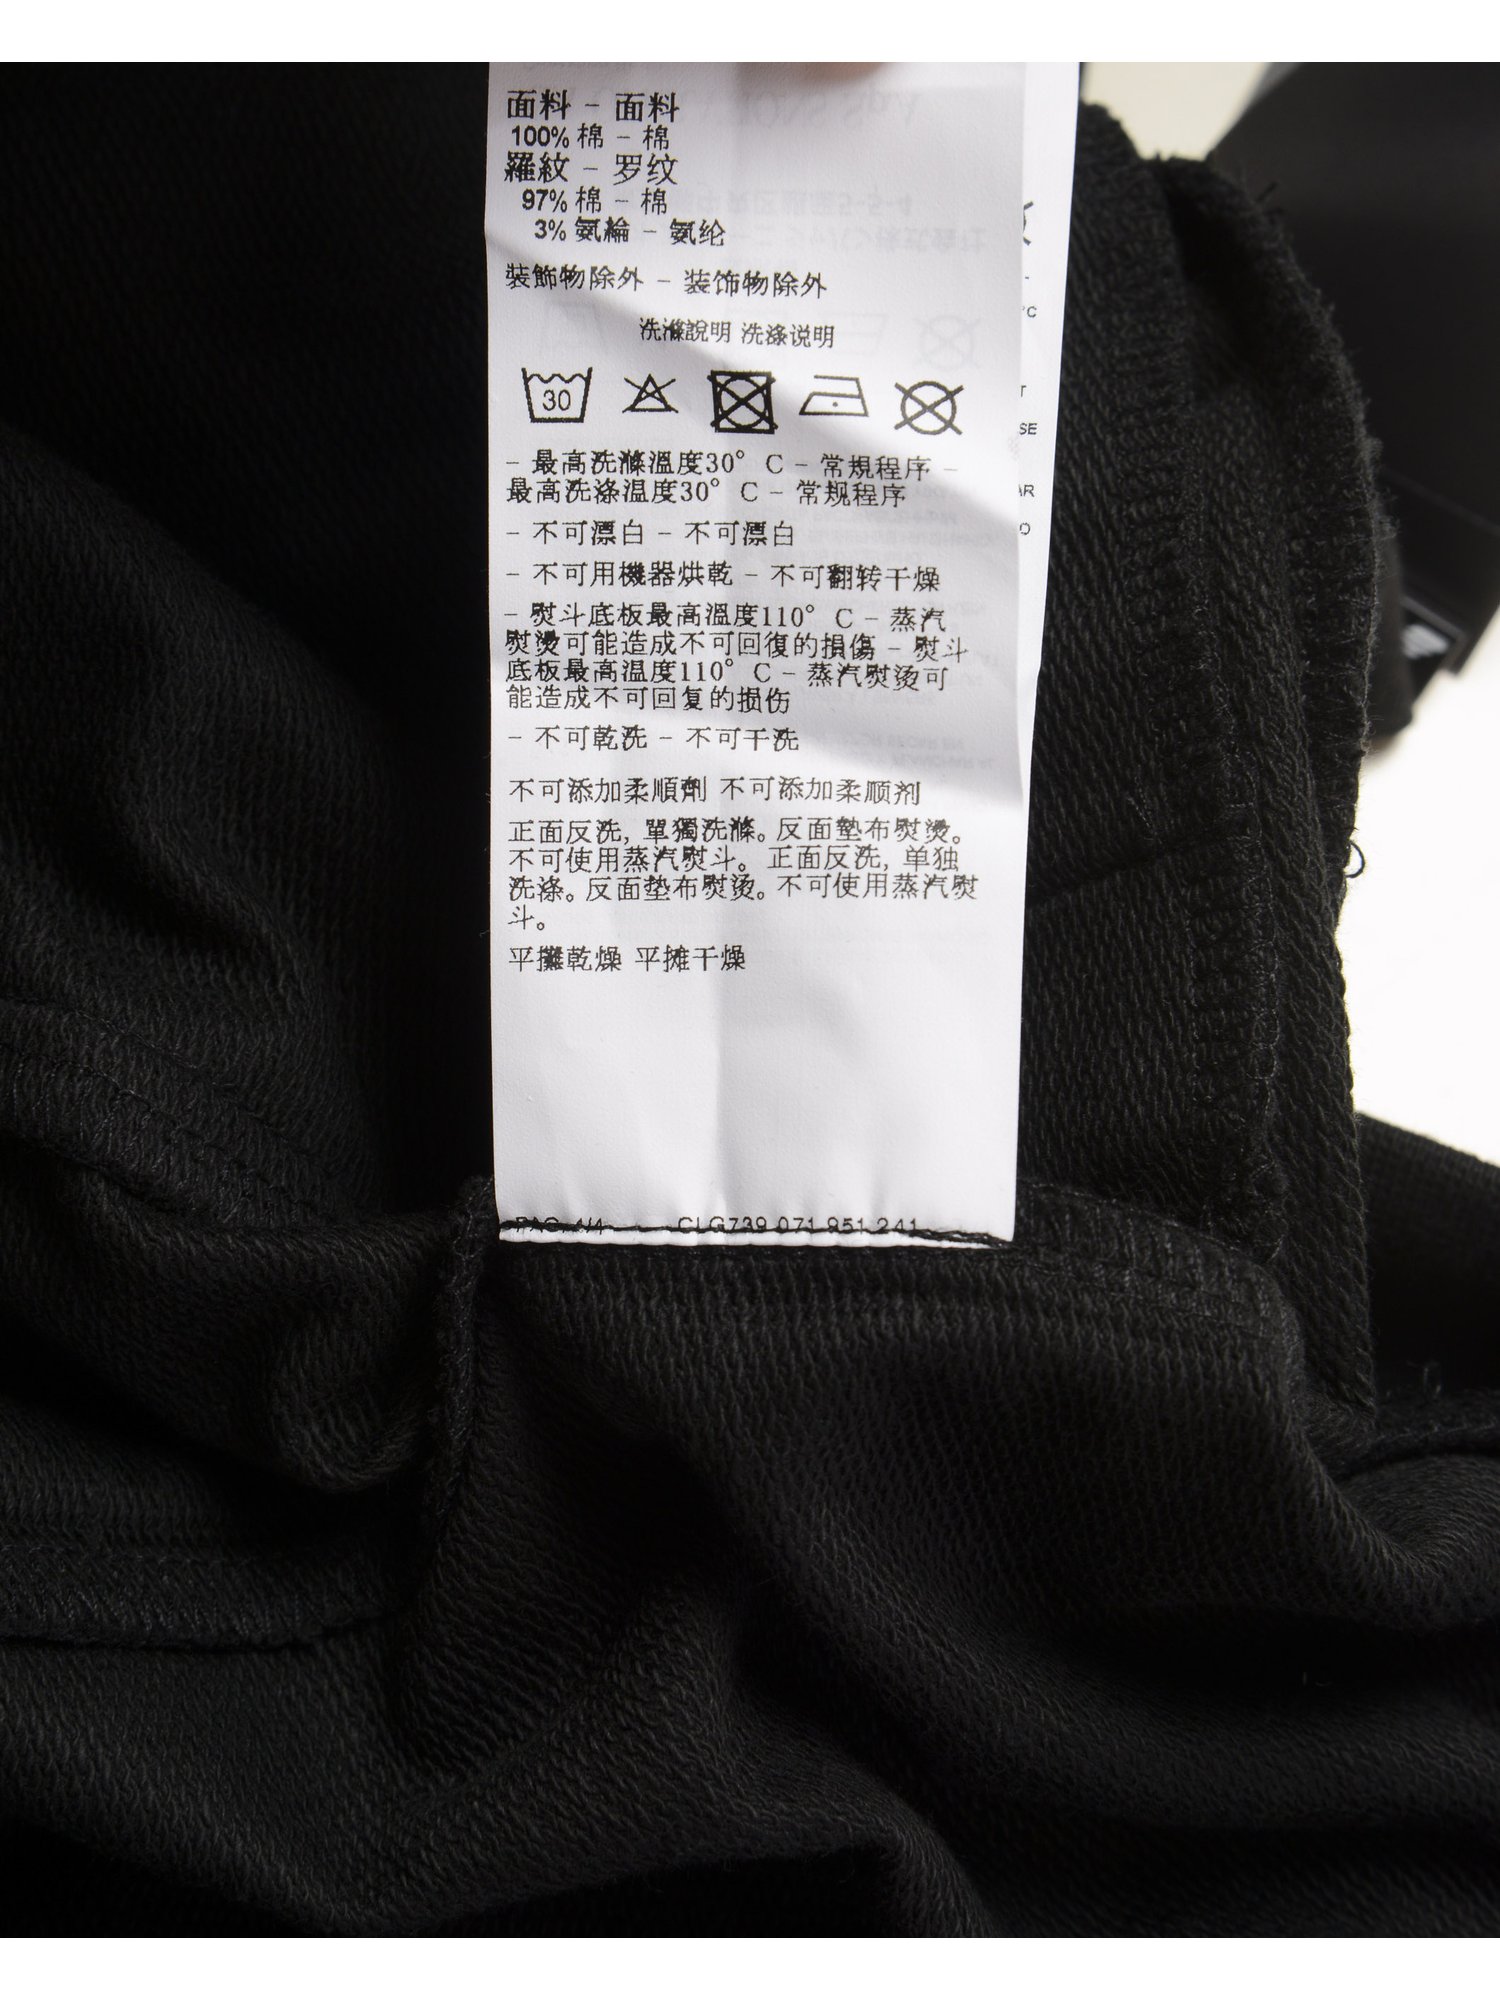 面料 – 面料
100% 棉 – 棉
羅紋 – 罗纹
97% 棉 – 棉
3% 氨綸 – 氨纶
裝飾物除外 – 装饰物除外
洗滌說明 洗涤说明
30
– 最高洗滌溫度30° C – 常規程序 –
最高洗涤温度30° C – 常规程序
– 不可漂白 – 不可漂白
– 不可用機器烘乾 – 不可翻转干燥
– 熨斗底板最高溫度110° C – 蒸汽
熨燙可能造成不可回復的損傷 – 熨斗
底板最高温度110° C – 蒸汽熨烫可
能造成不可回复的损伤
– 不可乾洗 – 不可干洗
不可添加柔順劑 不可添加柔顺剂
正面反洗, 單獨洗滌。反面墊布熨燙。
不可使用蒸汽熨斗。 正面反洗, 单独
洗涤。反面垫布熨烫。不可使用蒸汽熨
斗。
平攤乾燥 平摊干燥
PAG 4/4 CLG739 071 951 241
°C
T
SE
AR
O